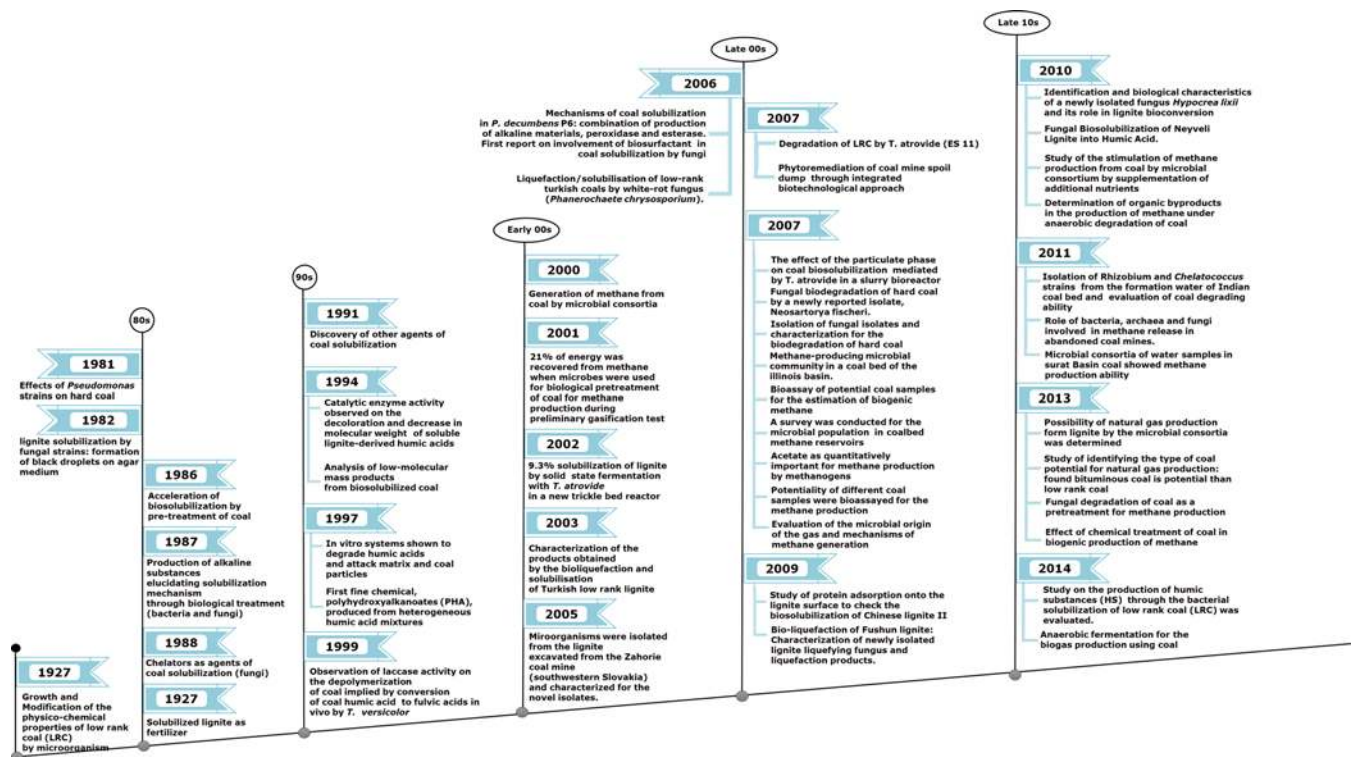 1927
Growth and
Modification of the
physico-chemical
properties of low rank
coal (LRC)
by microorganism
80s
1981
Effects of Pseudomonas
strains on hard coal
1982
lignite solubilization by
fungal strains: formation
of black droplets on agar
medium
1986
Acceleration of
biosolubilization by
pre-treatment of coal
1987
Production of alkaline
substances
elucidating solubilization
mechanism
through biological treatment
(bacteria and fungi)
1988
Chelators as agents of
coal solubilization (fungi)
1927
Solubilized lignite as
fertilizer
90s
1991
Discovery of other agents of
coal solubilization
1994
Catalytic enzyme activity
observed on the
decoloration and decrease in
molecular weight of soluble
lignite-derived humic acids
Analysis of low-molecular
mass products
from biosolubilized coal
1997
In vitro systems shown to
degrade humic acids
and attack matrix and coal
particles
First fine chemical,
polyhydroxyalkanoates (PHA),
produced from heterogeneous
humic acid mixtures
1999
Observation of laccase activity on
the depolymerization
of coal implied by conversion
of coal humic acid to fulvic acids in
vivo by T. versicolor
Early 00s
2000
Generation of methane from
coal by microbial consortia
2001
21% of energy was
recovered from methane
when microbes were used
for biological pretreatment
of coal for methane
production during
preliminary gasification test
2002
9.3% solubilization of lignite
by solid state fermentation
with T. atrovide
in a new trickle bed reactor
2003
Characterization of the
products obtained
by the bioliquefaction and
solubilisation
of Turkish low rank lignite
2005
Miroorganisms were isolated
from the lignite
excavated from the Zahorie
coal mine
(southwestern Slovakia)
and characterized for the
novel isolates.
Late 00s
2006
Mechanisms of coal solubilization
in P. decumbens P6: combination of production
of alkaline materials, peroxidase and esterase.
First report on involvement of biosurfactant in
coal solubilization by fungi
Liquefaction/solubilisation of low-rank
turkish coals by white-rot fungus
(Phanerochaete chrysosporium).
2007
Degradation of LRC by T. atrovide (ES 11)
Phytoremediation of coal mine spoil
dump through integrated
biotechnological approach
2007
The effect of the particulate phase
on coal biosolubilization mediated
by T. atrovide in a slurry bioreactor
Fungal biodegradation of hard coal
by a newly reported isolate,
Neosartorya fischeri.
Isolation of fungal isolates and
characterization for the
biodegradation of hard coal
Methane-producing microbial
community in a coal bed of the
illinois basin.
Bioassay of potential coal samples
for the estimation of biogenic
methane
A survey was conducted for the
microbial population in coalbed
methane reservoirs
Acetate as quantitatively
important for methane production
by methanogens
Potentiality of different coal
samples were bioassayed for the
methane production
Evaluation of the microbial origin
of the gas and mechanisms of
methane generation
2009
Study of protein adsorption onto the
lignite surface to check the
biosolubilization of Chinese lignite II
Bio-liquefaction of Fushun lignite:
Characterization of newly isolated
lignite liquefying fungus and
liquefaction products.
Late 10s
2010
Identification and biological characteristics
of a newly isolated fungus Hypocrea lixii
and its role in lignite bioconversion
Fungal Biosolubilization of Neyveli
Lignite into Humic Acid.
Study of the stimulation of methane
production from coal by microbial
consortium by supplementation of
additional nutrients
Determination of organic byproducts
in the production of methane under
anaerobic degradation of coal
2011
Isolation of Rhizobium and Chelatococcus
strains from the formation water of Indian
coal bed and evaluation of coal degrading
ability
Role of bacteria, archaea and fungi
involved in methane release in
abandoned coal mines.
Microbial consortia of water samples in
surat Basin coal showed methane
production ability
2013
Possibility of natural gas production
form lignite by the microbial consortia
was determined
Study of identifying the type of coal
potential for natural gas production:
found bituminous coal is potential than
low rank coal
Fungal degradation of coal as a
pretreatment for methane production
Effect of chemical treatment of coal in
biogenic production of methane
2014
Study on the production of humic
substances (HS) through the bacterial
solubilization of low rank coal (LRC) was
evaluated.
Anaerobic fermentation for the
biogas production using coal